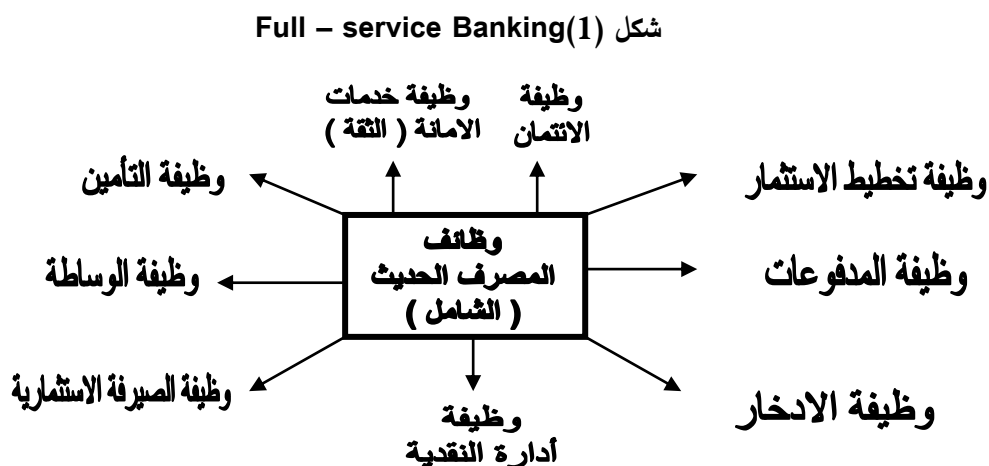 شكل (1) Full – service Banking
وظيفة
الائتمان
وظيفة خدمات
الامانة ( الثقة )
وظيفة تخطيط الاستثمار
وظيفة التأمين
وظائف
المصرف الحديث
( الشامل )
وظيفة المدفوعات
وظيفة الوساطة
وظيفة الادخار
وظيفة
أدارة النقدية
وظيفة الصيرفة الاستثمارية